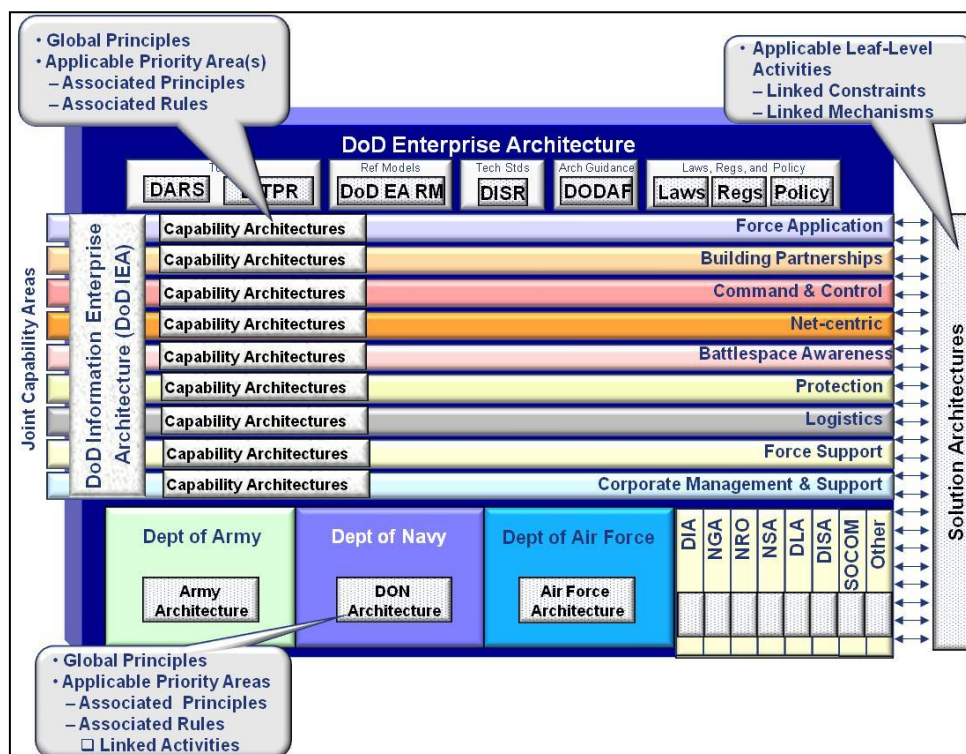 • Global Principles
• Applicable Priority Area(s)
– Associated Principles
– Associated Rules
• Applicable Leaf-Level
Activities
– Linked Constraints
– Linked Mechanisms
DoD Enterprise Architecture
Ref Models
Tech Stds
Arch Guidance
Laws, Regs, and Policy
DARS
DoD EA RM
DISR
DODAF
Laws
Regs
Policy
Joint Capability Areas
DoD Information Enterprise
Architecture (DoD IEA)
Capability Architectures
Force Application
Capability Architectures
Building Partnerships
Capability Architectures
Command & Control
Capability Architectures
Net-centric
Capability Architectures
Battlespace Awareness
Capability Architectures
Protection
Capability Architectures
Logistics
Capability Architectures
Force Support
Capability Architectures
Corporate Management & Support
Solution Architectures
Dept of Army
Dept of Navy
Dept of Air Force
Army
Architecture
DON
Architecture
Air Force
Architecture
DIA
NGA
NRO
NSA
DLA
DISA
SOCOM
Other
• Global Principles
• Applicable Priority Areas
– Associated Principles
– Associated Rules
❑ Linked Activities